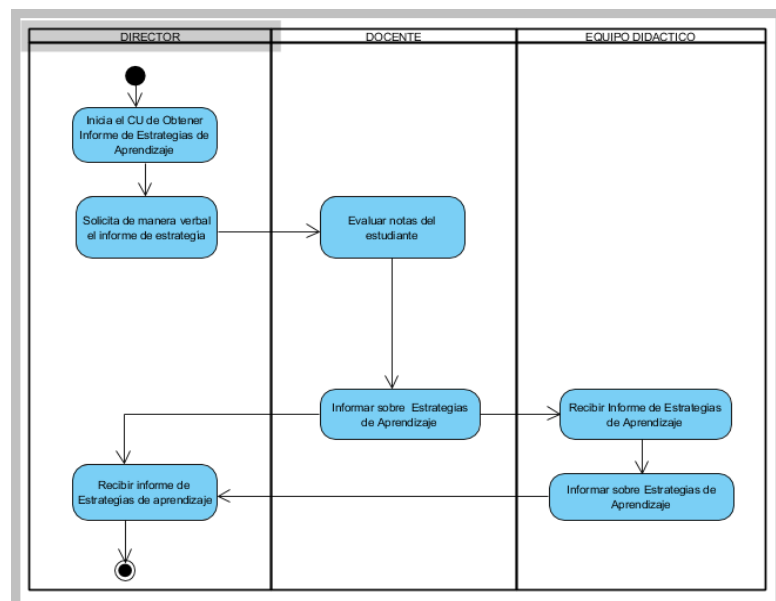 DIRECTOR
DOCENTE
EQUIPO DIDACTICO
Inicia el CU de Obtener
Informe de Estrategias de
Aprendizaje
Solicita de manera verbal
el informe de estrategia
Evaluar notas del
estudiante
Informar sobre Estrategias
de Aprendizaje
Recibir Informe de Estrategias
de Aprendizaje
Recibir informe de
Estrategias de aprendizaje
Informar sobre Estrategias de
Aprendizaje